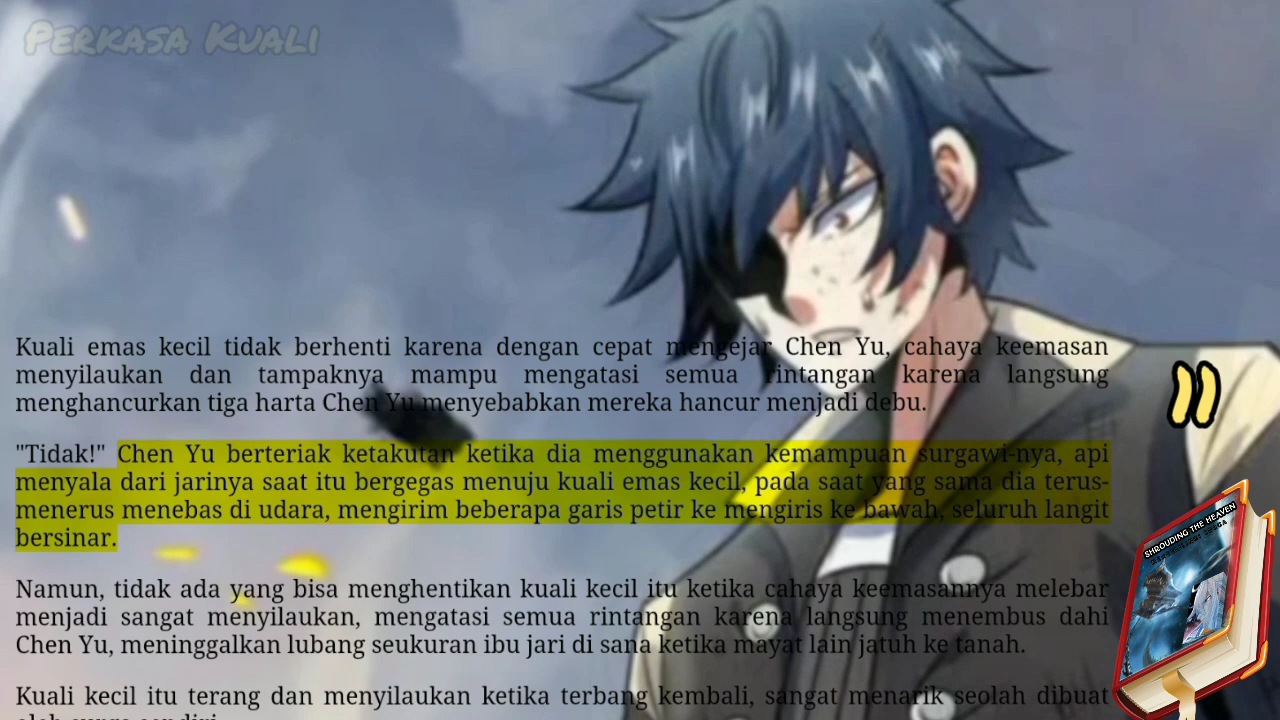 Perkasa Kuali
Kuali emas kecil tidak berhenti karena dengan cepat mengejar Chen Yu, cahaya keemasan
menyilaukan dan tampaknya mampu mengatasi semua rintangan karena langsung
menghancurkan tiga harta Chen Yu menyebabkan mereka hancur menjadi debu.
"Tidak!" Chen Yu berteriak ketakutan ketika dia menggunakan kemampuan surgawi-nya, api
menyala dari jarinya saat itu bergegas menuju kuali emas kecil, pada saat yang sama dia terus-
menerus menebas di udara, mengirim beberapa garis petir ke mengiris ke bawah, seluruh langit
bersinar.
Namun, tidak ada yang bisa menghentikan kuali kecil itu ketika cahaya keemasannya melebar
menjadi sangat menyilaukan, mengatasi semua rintangan karena langsung menembus dahi
Chen Yu, meninggalkan lubang seukuran ibu jari di sana ketika mayat lain jatuh ke tanah.
Kuali kecil itu terang dan menyilaukan ketika terbang kembali, sangat menarik seolah dibuat
oleh surga sendiri.
SHROUDING THE HEAVEN